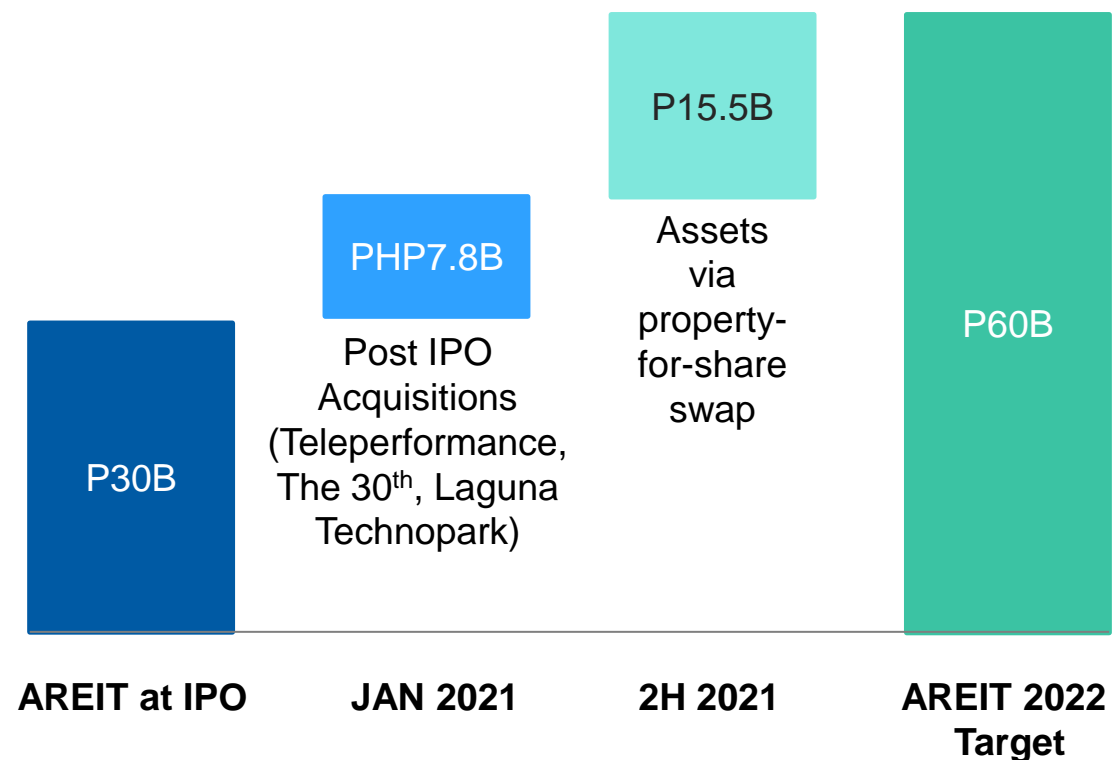 P30B
AREIT at IPO
PHP7.8B
Post IPO
Acquisitions
(Teleperformance,
The 30th, Laguna
Technopark)
JAN 2021
P15.5B
Assets
via
property-
for-share
swap
2H 2021
P60B
AREIT 2022
Target